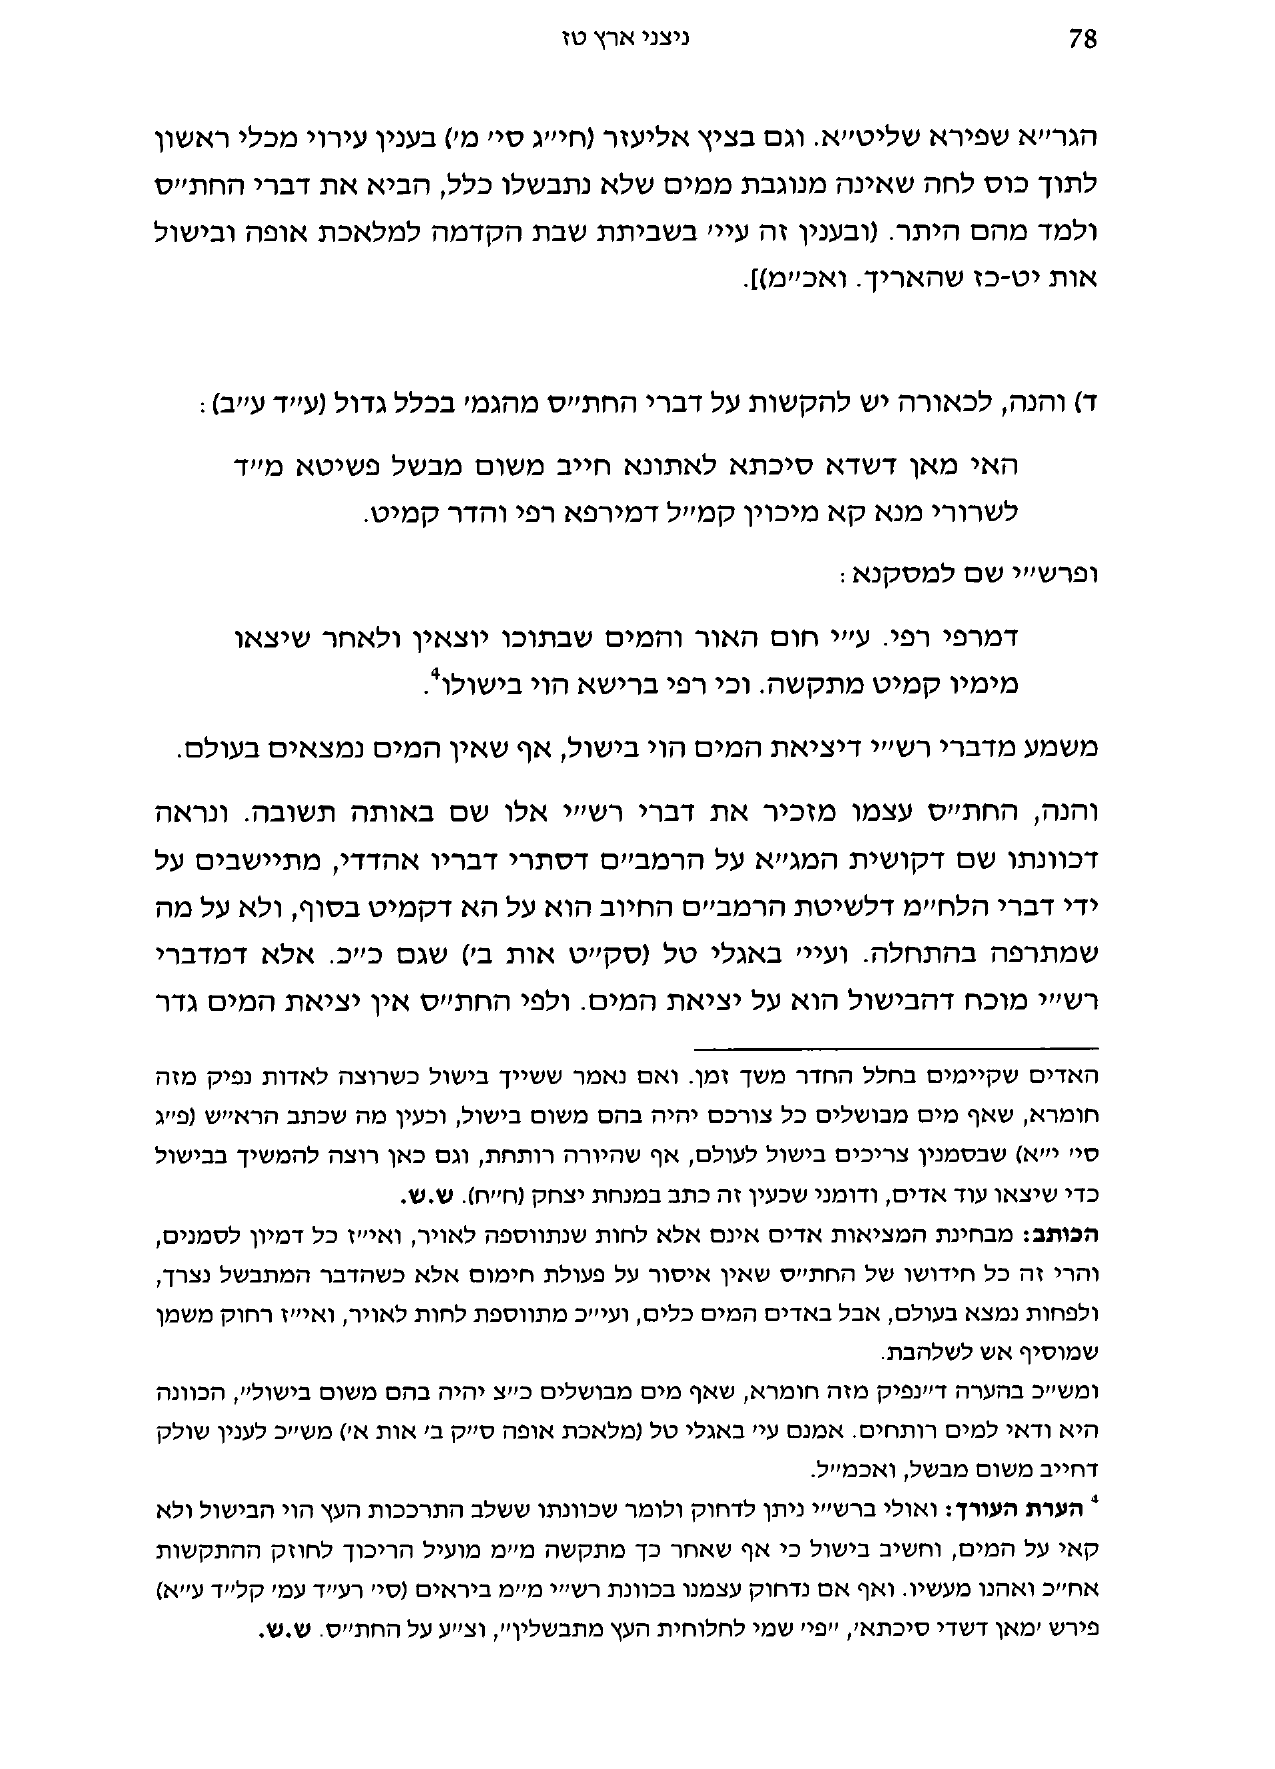 78
ניצני ארץ טז
הגר״א שפירא שליט״א. וגם בציץ אליעזר (חי״ג סי׳ מ׳) בענין עירוי מכלי ראשון
לתוך כוס לחה שאינה מנוגבת ממים שלא נתבשלו כלל, הביא את דברי החת״ס
ולמד מהם היתר. (ובענין זה עיי׳ בשביתת שבת הקדמה למלאכת אופה ובישול
אות יט-כז שהאריך. ואכ״מ)].
ד) והנה, לכאורה יש להקשות על דברי החת״ס מהגמ׳ בכלל גדול (ע״ד ע״ב):
האי מאן דשדא סיכתא לאתונא חייב משום מבשל פשיטא מ״ד
לשרורי מנא קא מיכוין קמ״ל דמירפא רפי והדר קמיט.
ופרש״י שם למסקנא:
דמרפי רפי. ע״י חום האור והמים שבתוכו יוצאין ולאחר שיצאו
מימיו קמיט מתקשה. וכי רפי ברישא הוי בישולו4.
משמע מדברי רש״י דיציאת המים הוי בישול, אף שאין המים נמצאים בעולם.
והנה, החת״ס עצמו מזכיר את דברי רש״י אלו שם באותה תשובה. ונראה
דכוונתו שם דקושית המג״א על הרמב״ם דסתרי דבריו אהדדי, מתיישבים על
ידי דברי הלח״מ דלשיטת הרמב״ם החיוב הוא על הא דקמיט בסוף, ולא על מה
שמתרפה בהתחלה. ועיי׳ באגלי טל (סק״ט אות ב׳) שגם כ״כ. אלא דמדברי
רש״י מוכח דהבישול הוא על יציאת המים. ולפי החת״ס אין יציאת המים גדר
האדים שקיימים בחלל החדר משך זמן. ואם נאמר ששייך בישול כשרוצה לאדות נפיק מזה
חומרא, שאף מים מבושלים כל צורכם יהיה בהם משום בישול, וכעין מה שכתב הרא״ש (פ״ג
סי׳ י״א) שבסמנין צריכים בישול לעולם, אף שהיורה רותחת, וגם כאן רוצה להמשיך בבישול
כדי שיצאו עוד אדים, ודומני שכעין זה כתב במנחת יצחק (ח״ח). ש.ש.
הכותב: מבחינת המציאות אדים אינם אלא לחות שנתווספה לאויר, ואי״ז כל דמיון לסמנים,
והרי זה כל חידושו של החת״ס שאין איסור על פעולת חימום אלא כשהדבר המתבשל נצרך,
ולפחות נמצא בעולם, אבל באדים המים כלים, ועי״כ מתווספת לחות לאויר, ואי״ז רחוק משמן
שמוסיף אש לשלהבת.
ומש״כ בהערה ד״נפיק מזה חומרא, שאף מים מבושלים כ״צ יהיה בהם משום בישול״, הכוונה
היא ודאי למים רותחים. אמנם עי׳ באגלי טל (מלאכת אופה ס״ק ב׳ אות א׳) מש״כ לענין שולק
דחייב משום מבשל, ואכמ״ל.
4 הערת העורך: ואולי ברש״י ניתן לדחוק ולומר שכוונתו ששלב התרככות העץ הוי הבישול ולא
קאי על המים, וחשיב בישול כי אף שאחר כך מתקשה מ״מ מועיל הריכוך לחוזק ההתקשות
אח״כ ואהנו מעשיו. ואף אם נדחוק עצמנו בכוונת רש״י מ״מ ביראים (סי׳ רע״ד עמ׳ קל״ד ע״א)
פירש ׳מאן דשדי סיכתא׳, ״פי׳ שמי לחלוחית העץ מתבשלין״, וצ״ע על החת״ס. ש.ש.